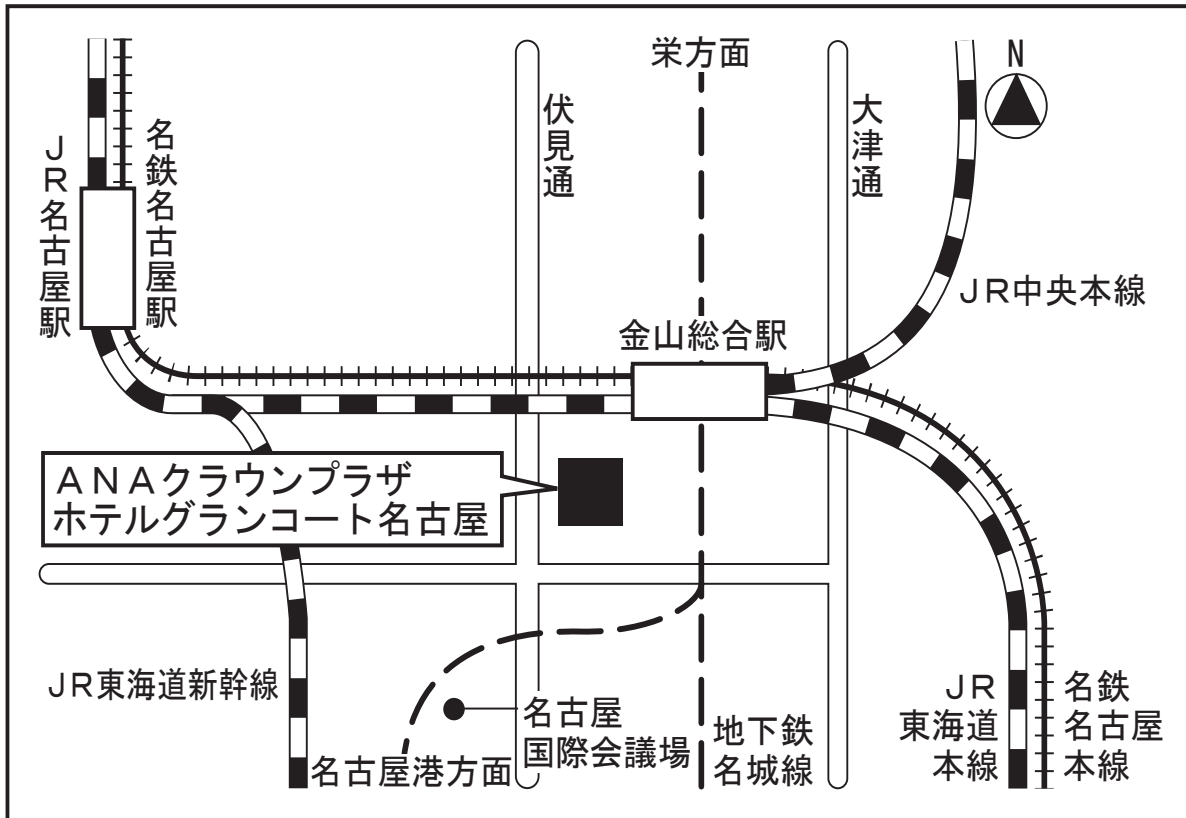 栄方面
N
伏見通
大津通
JR名古屋駅
名鉄名古屋駅
JR中央本線
金山総合駅
ANAクラウンプラザ
ホテルグランコート名古屋
JR東海道新幹線
名古屋
国際会議場
名古屋港方面
地下鉄
名城線
JR
東海道
本線
名鉄
名古屋
本線